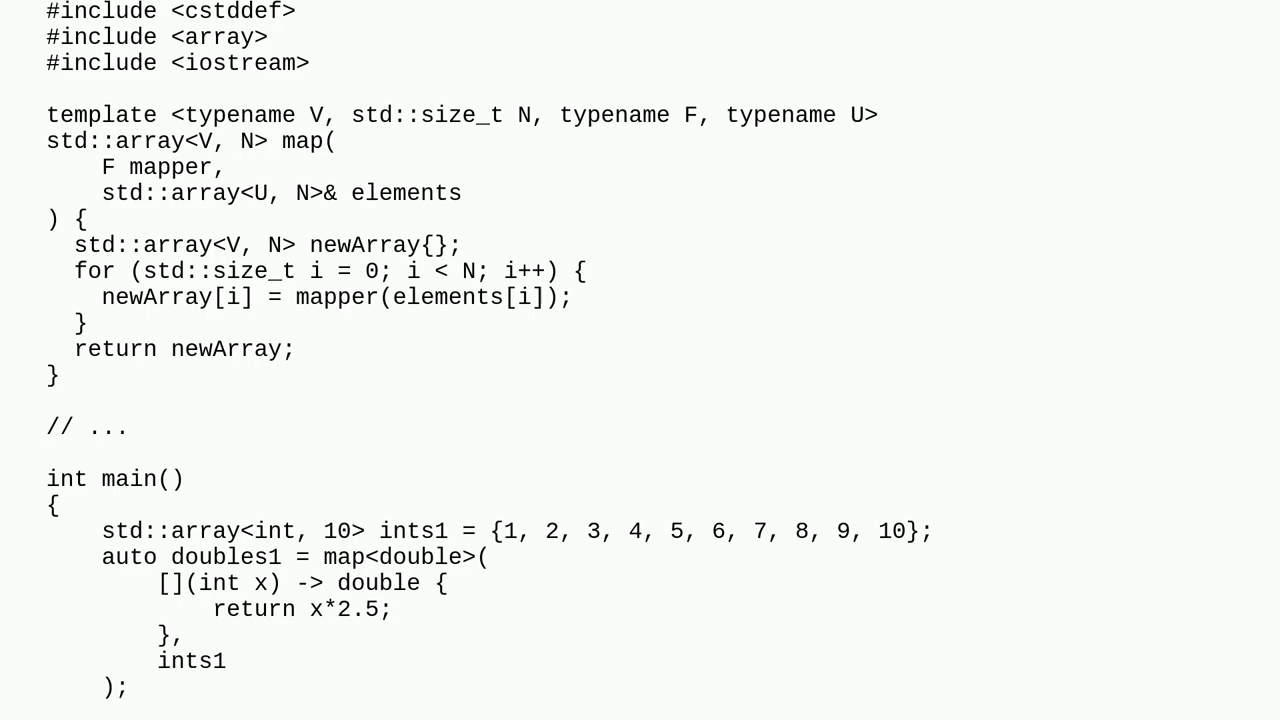 #include <cstddef>
#include <array>
#include <iostream>

template <typename V, std::size_t N, typename F, typename U>
std::array<V, N> map(
    F mapper,
    std::array<U, N>& elements
) {
  std::array<V, N> newArray{};
  for (std::size_t i = 0; i < N; i++) {
    newArray[i] = mapper(elements[i]);
  }
  return newArray;
}

// ...

int main()
{
    std::array<int, 10> ints1 = {1, 2, 3, 4, 5, 6, 7, 8, 9, 10};
    auto doubles1 = map<double>(
        [](int x) -> double {
            return x*2.5;
        },
        ints1
    );